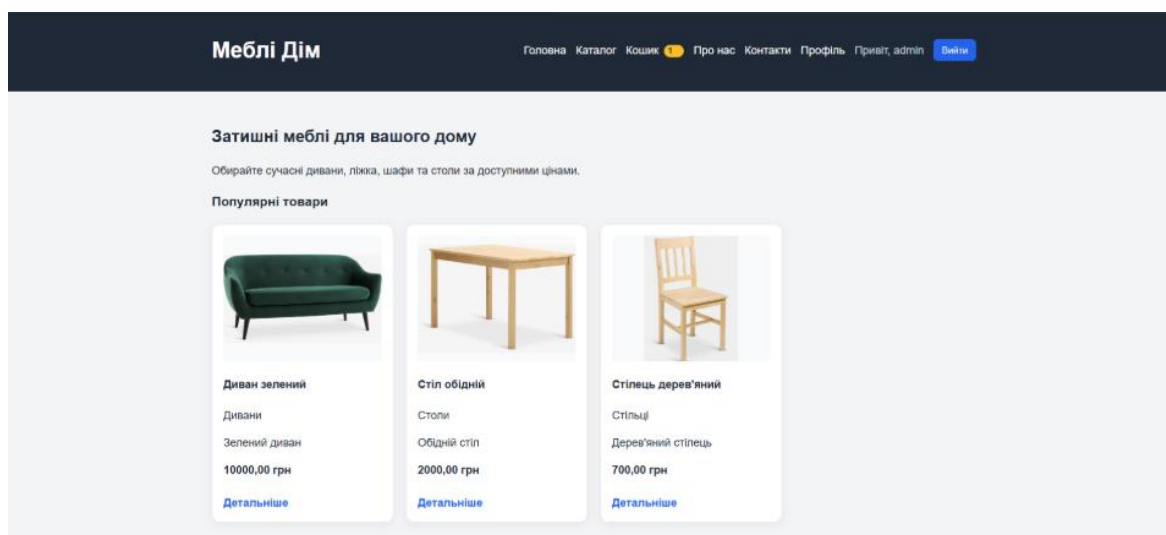 Меблі Дім
Головна Каталог Кошик 1 Про нас Контакти Профіль Привіт, admin Вийти
Затишні меблі для вашого дому
Обирайте сучасні дивани, ліжка, шафи та столи за доступними цінами.
Популярні товари
Диван зелений
Дивани
Зелений диван
10000,00 грн
Детальніше
Стіл обідній
Столи
Обідній стіл
2000,00 грн
Детальніше
Стілець дерев'яний
Стільці
Дерев'яний стілець
700,00 грн
Детальніше